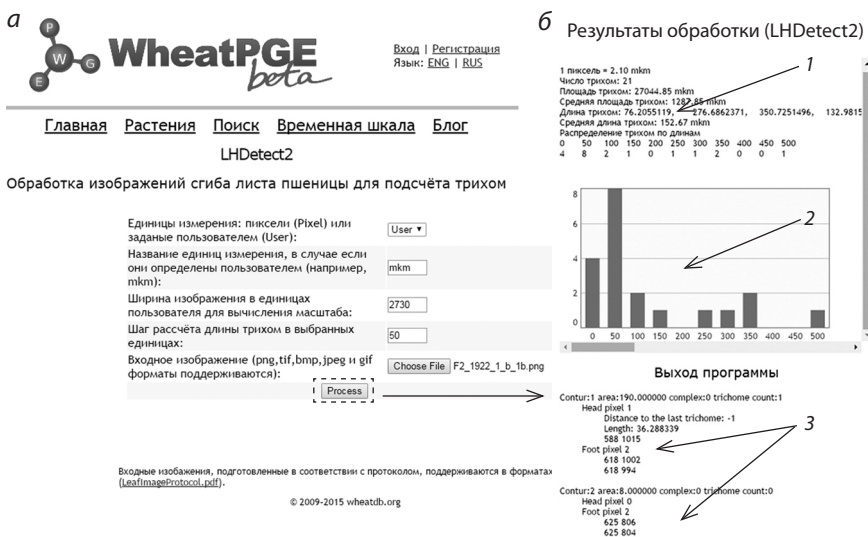 а
P
W
G
E
WheatPGE
beta
Вход | Регистрация
Язык: ENG | RUS
Главная Растения Поиск Временная шкала Блог
LHDetect2
Обработка изображений сгиба листа пшеницы для подсчёта трихом
Единицы измерения: пиксели (Pixel) или
заданые пользователем (User):
User
Название единиц измерения, в случае если
они определены пользователем (например,
mkm):
mkm
Ширина изображения в единицах
пользователя для вычисления масштаба:
2730
Шаг рассчёта длины трихом в выбранных
единицах:
50
Входное изображение (png,tif,bmp,jpeg и gif
форматы поддерживаются):
Choose File F2_1922_1_b_1b.png
Process
Входные изобажения, подготовленные в соответствии с протоколом, поддерживаются в форматах
(LeafImageProtocol.pdf).
© 2009-2015 wheatdb.org
б
Результаты обработки (LHDetect2)
1
1 пиксель = 2.10 mkm
Число трихом: 21
Площадь трихом: 27044.85 mkm
Средняя площадь трихом: 1287.85 mkm
Длина трихом: 76.2055119, 276.6862371, 350.7251496, 132.9815
Средняя длина трихом: 152.67 mkm
Распределение трихом по длинам
0 50 100 150 200 250 300 350 400 450 500
4 8 2 1 0 1 1 2 0 0 1
8
6
4
2
0
2
0 50 100 150 200 250 300 350 400 450 500
Выход программы
Contur:1 area:190.000000 complex:0 trichome count:1
Head pixel 1
Distance to the last trichome: -1
Length: 36.288339
588 1015
Foot pixel 2
618 1002
618 994
3
Contur:2 area:8.000000 complex:0 trichome count:0
Head pixel 0
Foot pixel 2
625 806
625 804